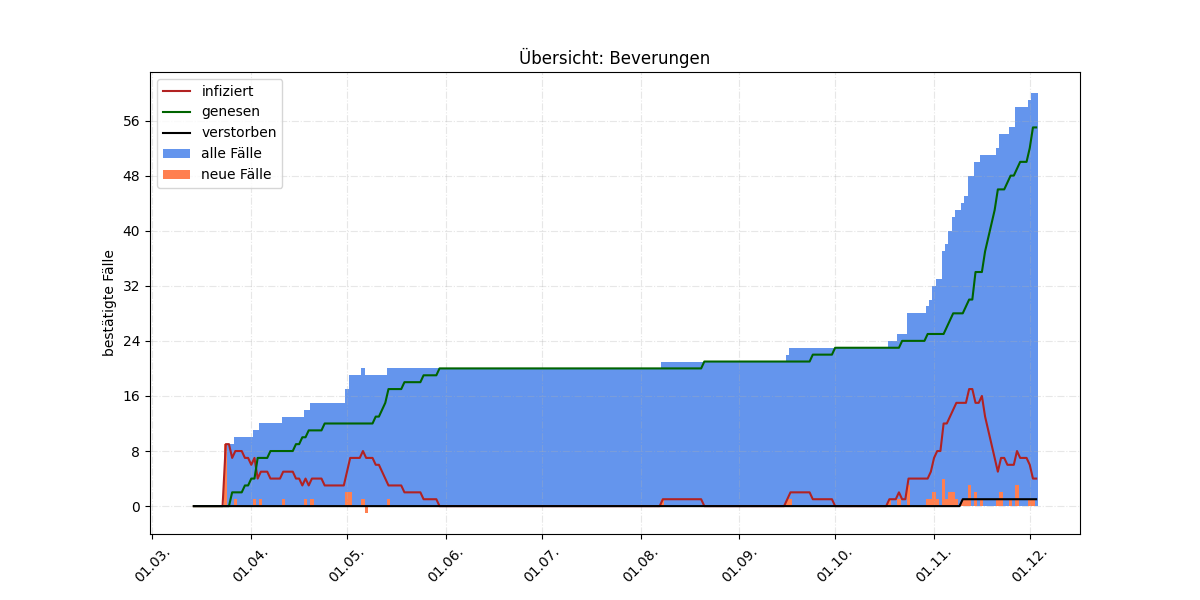 Übersicht: Beverungen
infiziert
genesen
verstorben
alle Fälle
neue Fälle
bestätigte Fälle
56
48
40
32
24
16
8
0
01.03.
01.04.
01.05.
01.06.
01.07.
01.08.
01.09.
01.10.
01.11.
01.12.